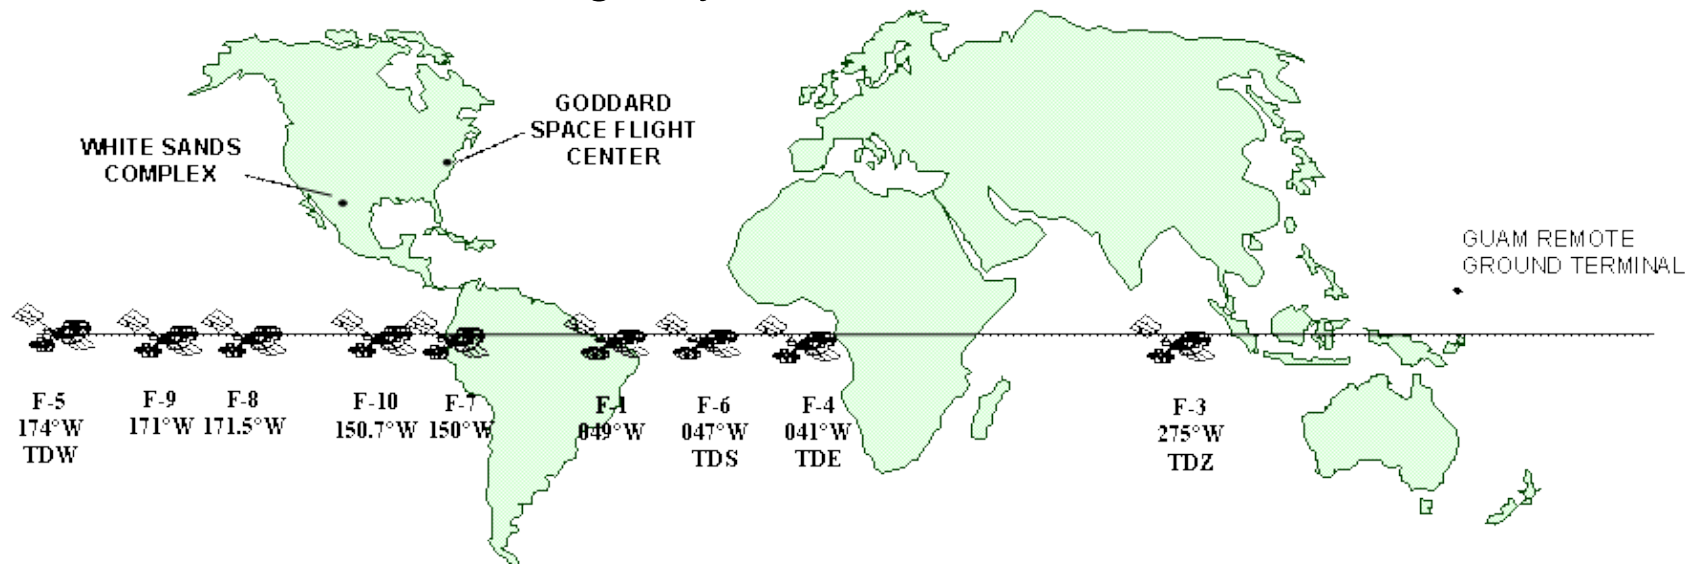 GODDARD
SPACE FLIGHT
CENTER
WHITE SANDS
COMPLEX
GUAM REMOTE
GROUND TERMINAL
F-5
174°W
TDW
F-9
171°W
F-8
171.5°W
F-10
150.7°W
F-7
150°W
F-1
049°W
F-6
047°W
TDS
F-4
041°W
TDE
F-3
275°W
TDZ